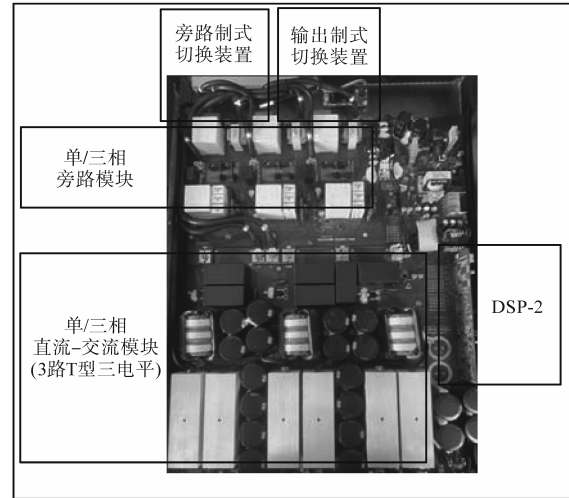 旁路制式
切换装置
输出制式
切换装置
单/三相
旁路模块
单/三相
直流-交流模块
(3路T型三电平)
DSP-2